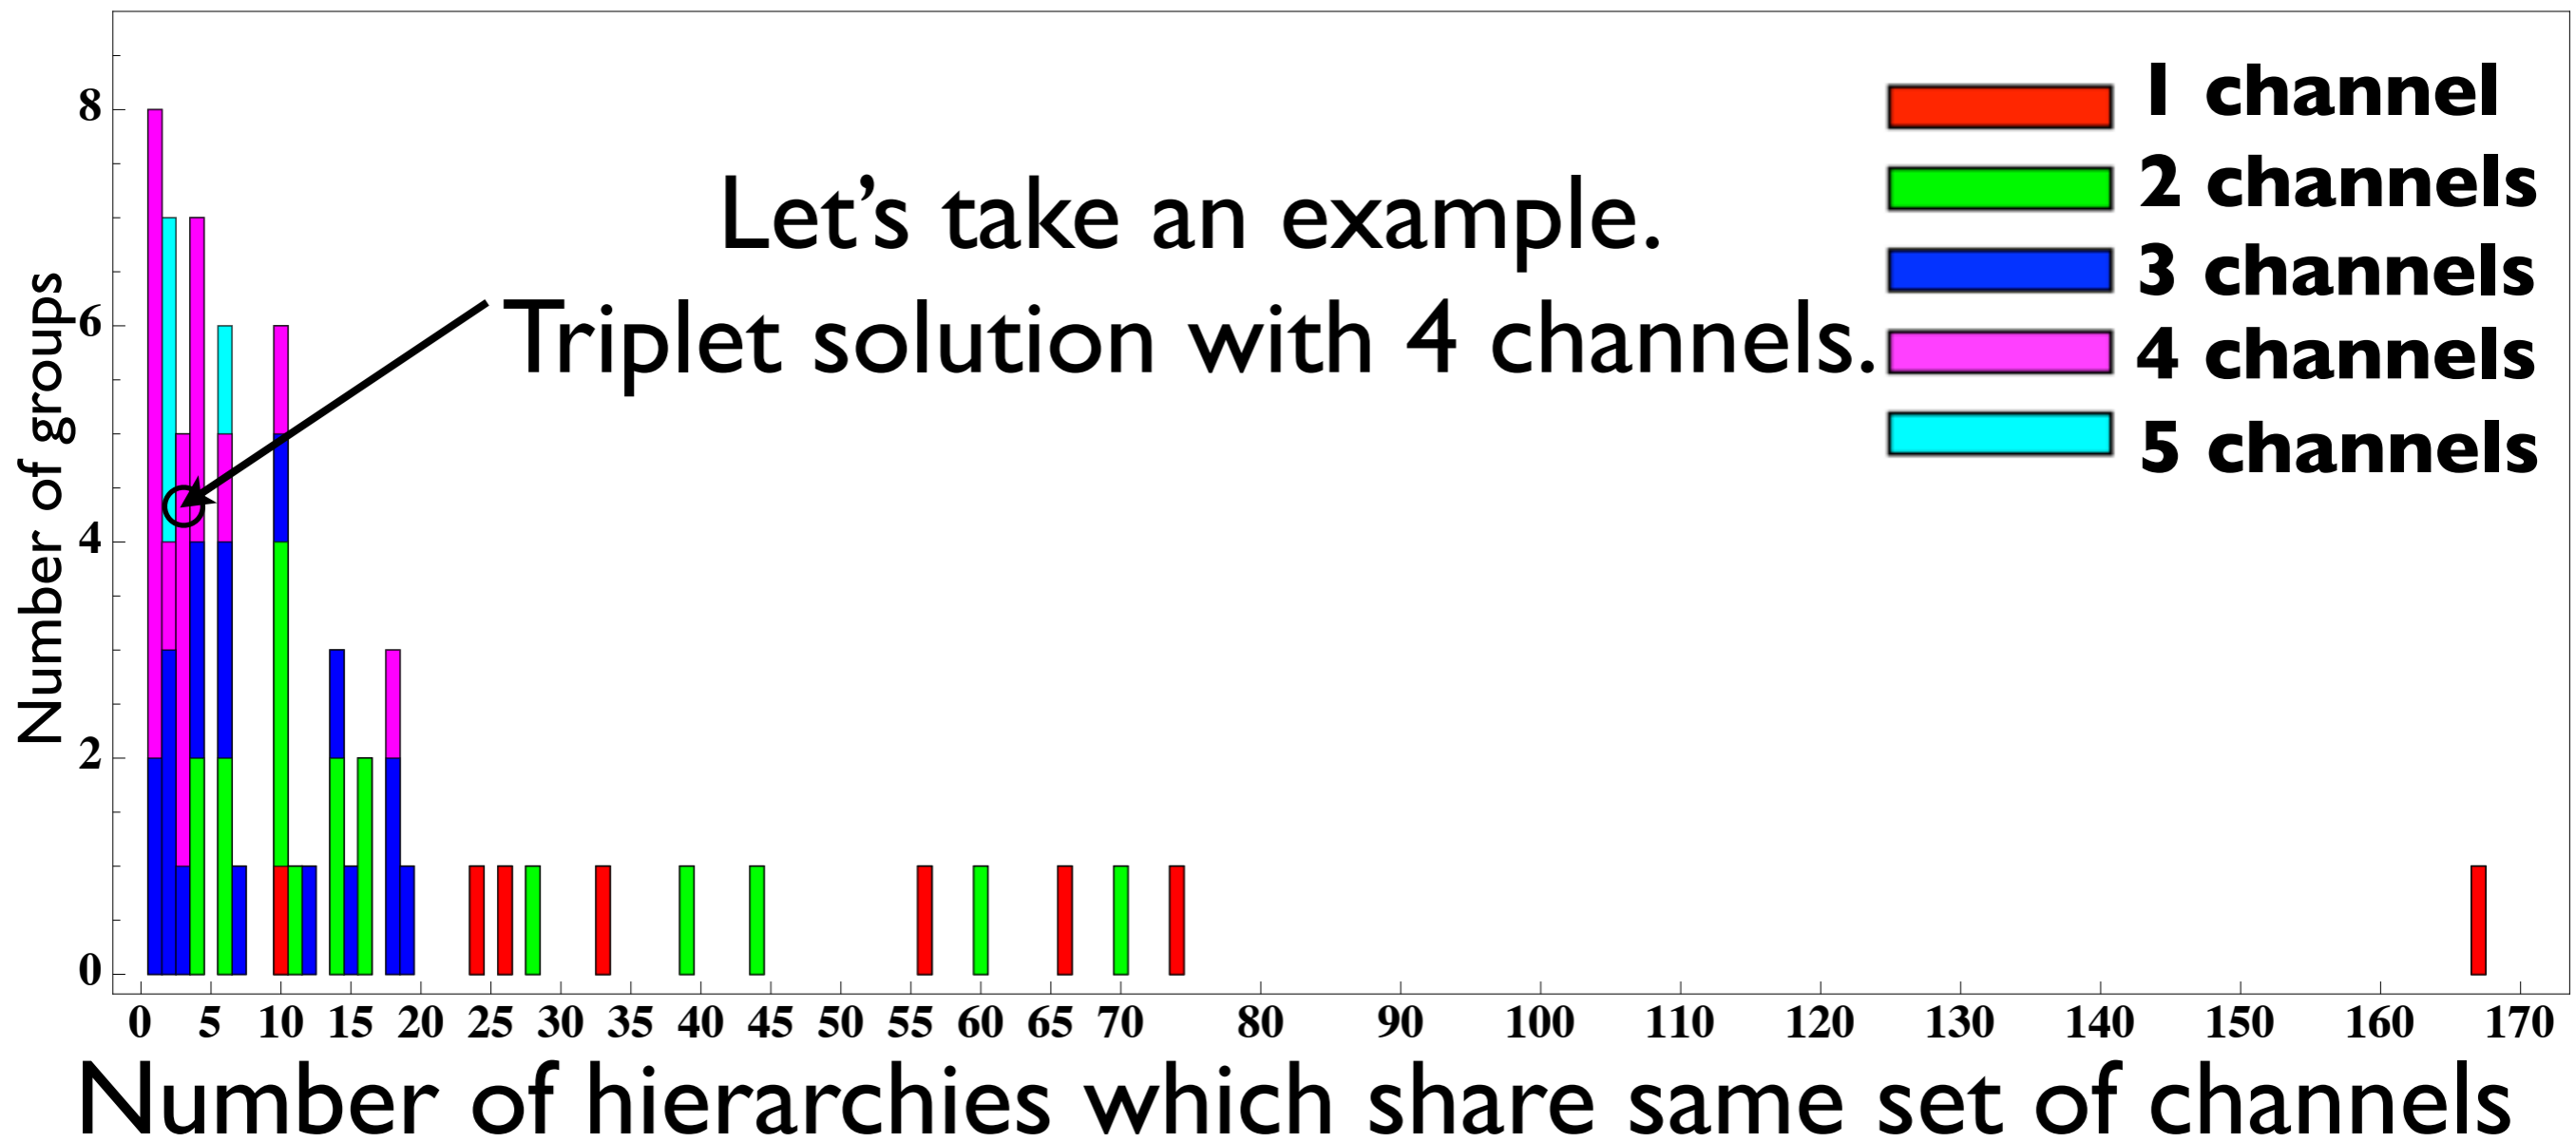 8
6
4
2
0
Number of groups
Let’s take an example.
Triplet solution with 4 channels.
1 channel
2 channels
3 channels
4 channels
5 channels
0 5 10 15 20 25 30 35 40 45 50 55 60 65 70 80 90 100 110 120 130 140 150 160 170
Number of hierarchies which share same set of channels